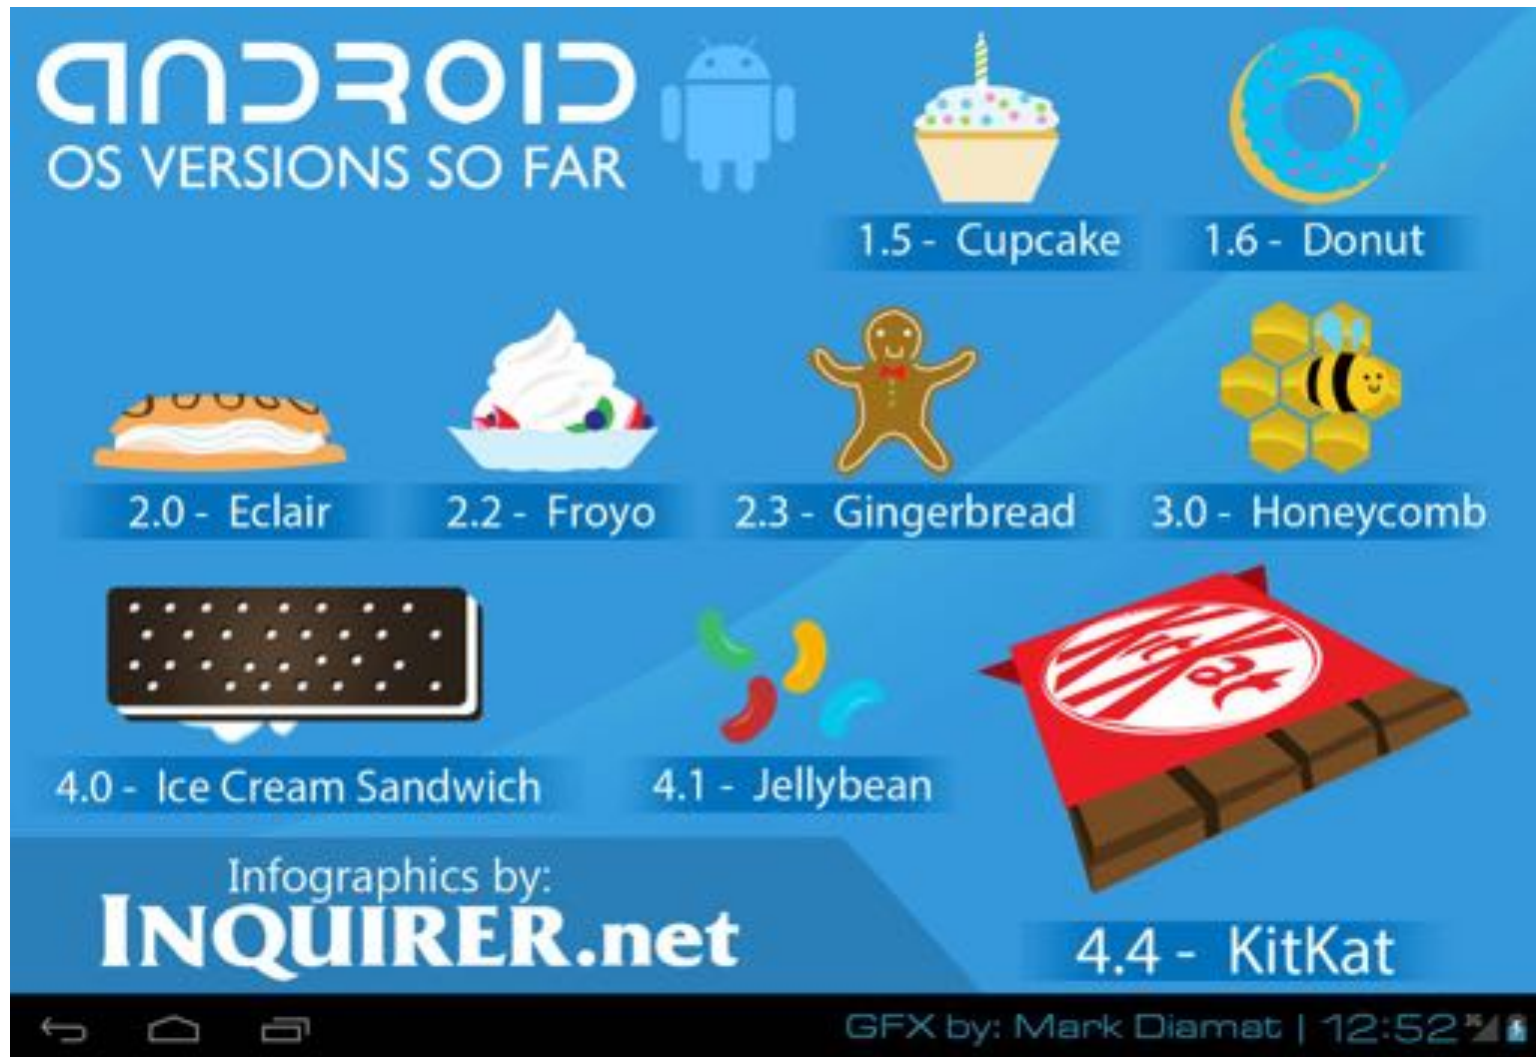 ANDROID
OS VERSIONS SO FAR
1.5 - Cupcake
1.6 - Donut
2.0 - Eclair
2.2 - Froyo
2.3 - Gingerbread
3.0 - Honeycomb
4.0 - Ice Cream Sandwich
4.1 - Jellybean
KitKat
4.4 - KitKat
Infographics by:
INQUIRER.net
GFX by: Mark Diamat | 12:52